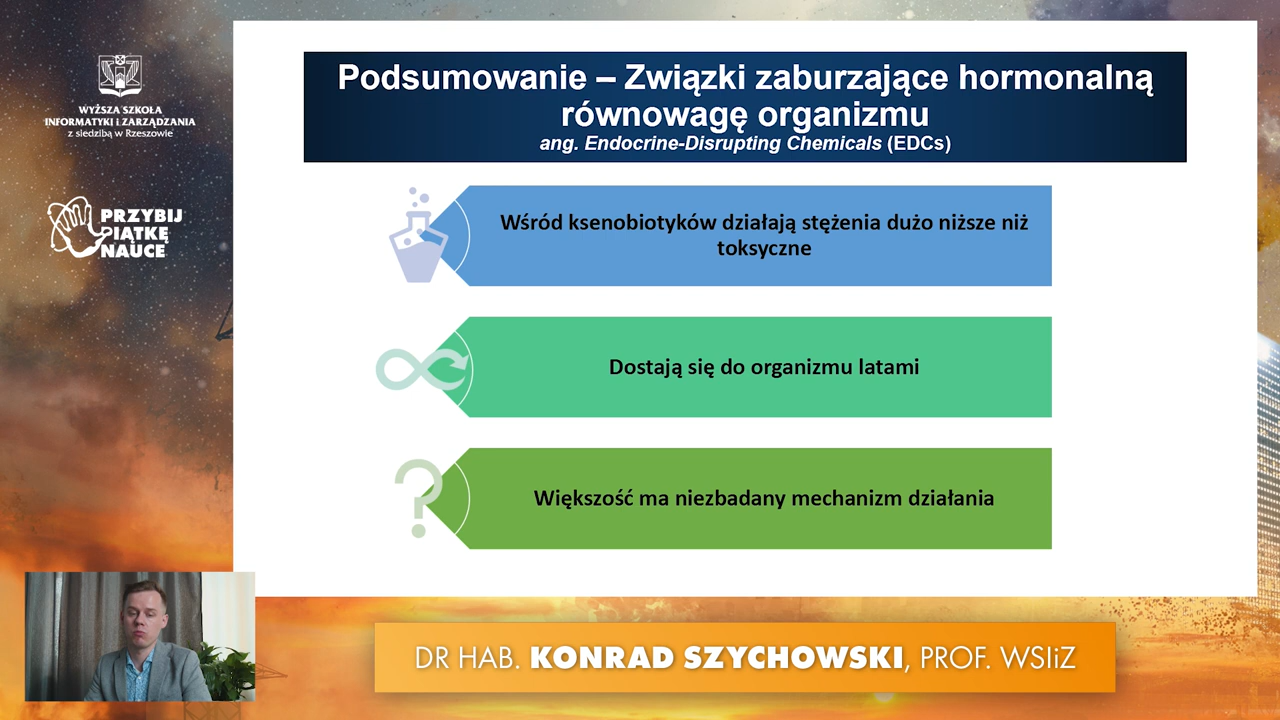 WYŻSZA SZKOŁA
INFORMATYKI i ZARZĄDZANIA
z siedzibą w Rzeszowie
PRZYBIJ
PIĄTKĘ
NAUCE
Podsumowanie – Związki zaburzające hormonalną
równowagę organizmu
ang. Endocrine-Disrupting Chemicals (EDCs)
Wśród ksenobiotyków działają stężenia dużo niższe niż
toksyczne
Dostają się do organizmu latami
Większość ma niezbadany mechanizm działania
DR HAB. KONRAD SZYCHOWSKI, PROF. WSIiZ